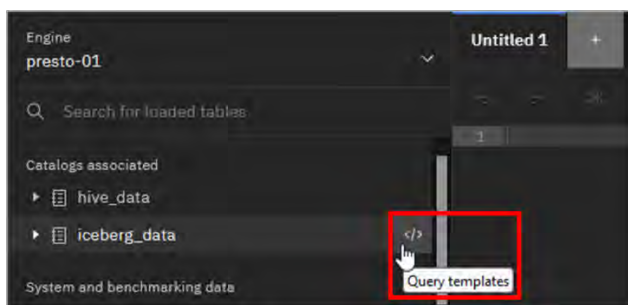 Engine
presto-01
Untitled 1
+
Search for loaded tables
1
Catalogs associated
hive_data
iceberg_data
</>
Query templates
System and benchmarking data